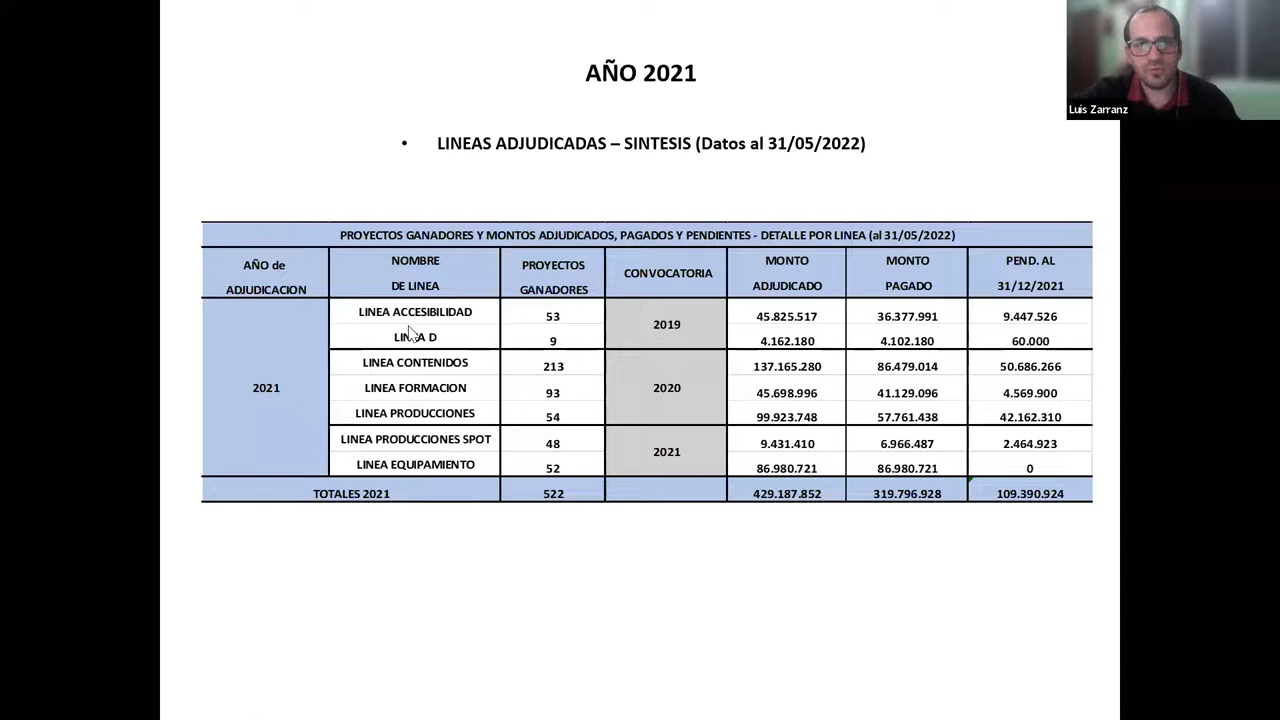 AÑO 2021
Luis Zarranz
• LINEAS ADJUDICADAS – SINTESIS (Datos al 31/05/2022)
PROYECTOS GANADORES Y MONTOS ADJUDICADOS, PAGADOS Y PENDIENTES - DETALLE POR LINEA (al 31/05/2022)
AÑO de ADJUDICACION NOMBRE DE LINEA PROYECTOS GANADORES CONVOCATORIA MONTO ADJUDICADO MONTO PAGADO PEND. AL 31/12/2021
2021
LINEA ACCESIBILIDAD 53 2019 45.825.517 36.377.991 9.447.526
LINEA D 9 4.162.180 4.102.180 60.000
LINEA CONTENIDOS 213 2020 137.165.280 86.479.014 50.686.266
LINEA FORMACION 93 45.698.996 41.129.096 4.569.900
LINEA PRODUCCIONES 54 99.923.748 57.761.438 42.162.310
LINEA PRODUCCIONES SPOT 48 2021 9.431.410 6.966.487 2.464.923
LINEA EQUIPAMIENTO 52 86.980.721 86.980.721 0
TOTALES 2021 522 429.187.852 319.796.928 109.390.924